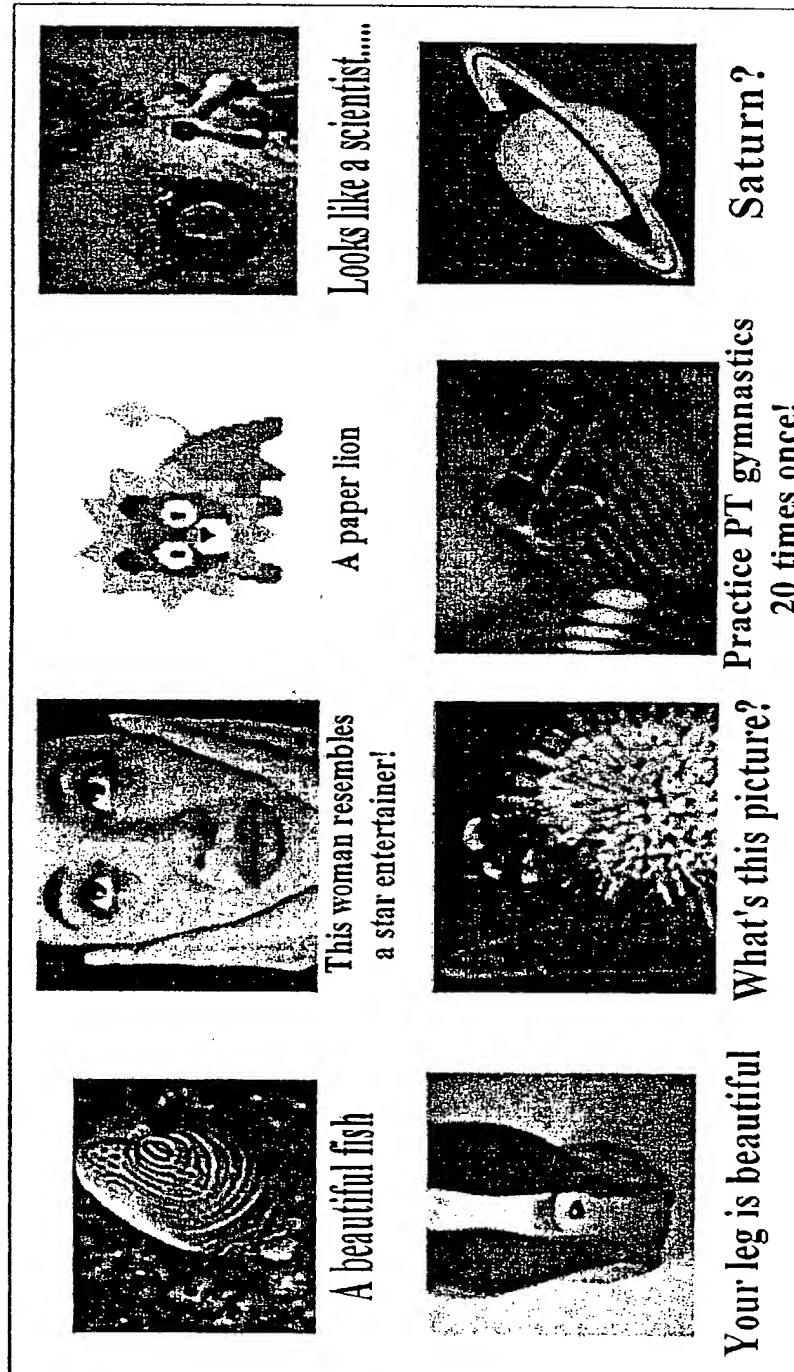 A beautiful fish
This woman resembles
a star entertainer!
A paper lion
Looks like a scientist.....
Your leg is beautiful
What's this picture?
Practice PT gymnastics
20 times once!
Saturn?